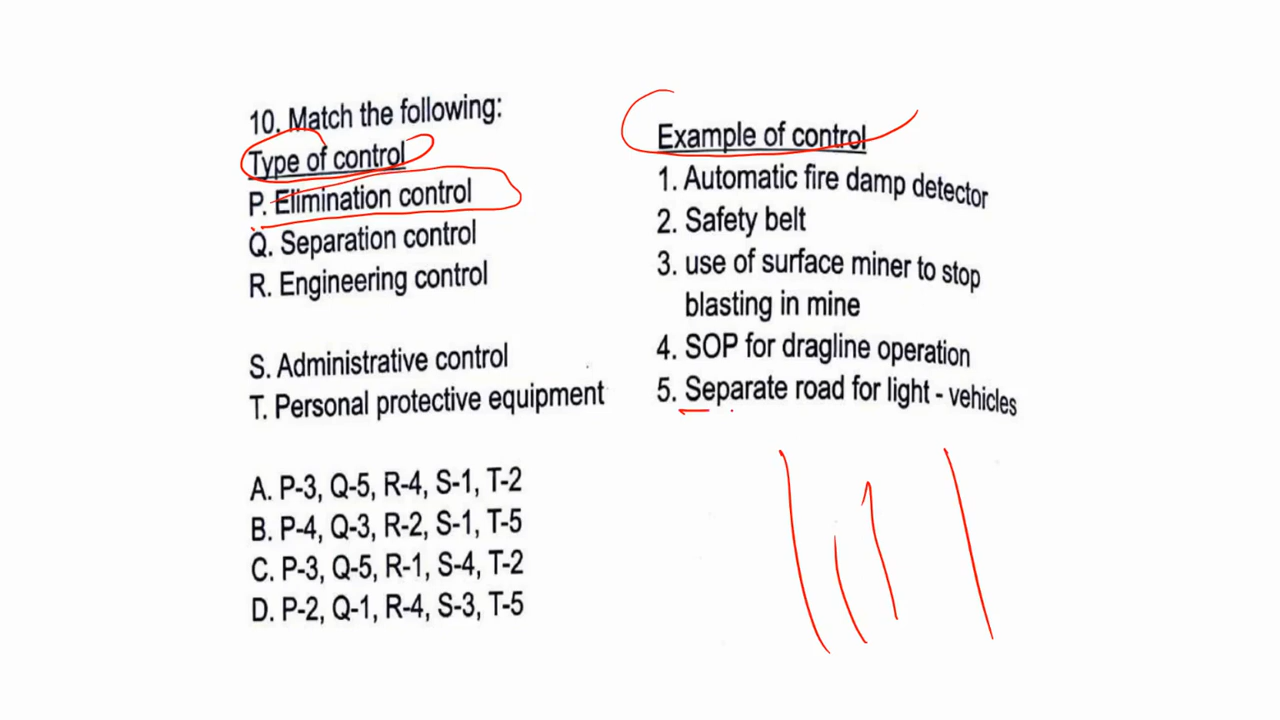 10. Match the following:
Type of control
P. Elimination control
Q. Separation control
R. Engineering control
S. Administrative control
T. Personal protective equipment
Example of control
1. Automatic fire damp detector
2. Safety belt
3. use of surface miner to stop
blasting in mine
4. SOP for dragline operation
5. Separate road for light - vehicles
A. P-3, Q-5, R-4, S-1, T-2
B. P-4, Q-3, R-2, S-1, T-5
C. P-3, Q-5, R-1, S-4, T-2
D. P-2, Q-1, R-4, S-3, T-5